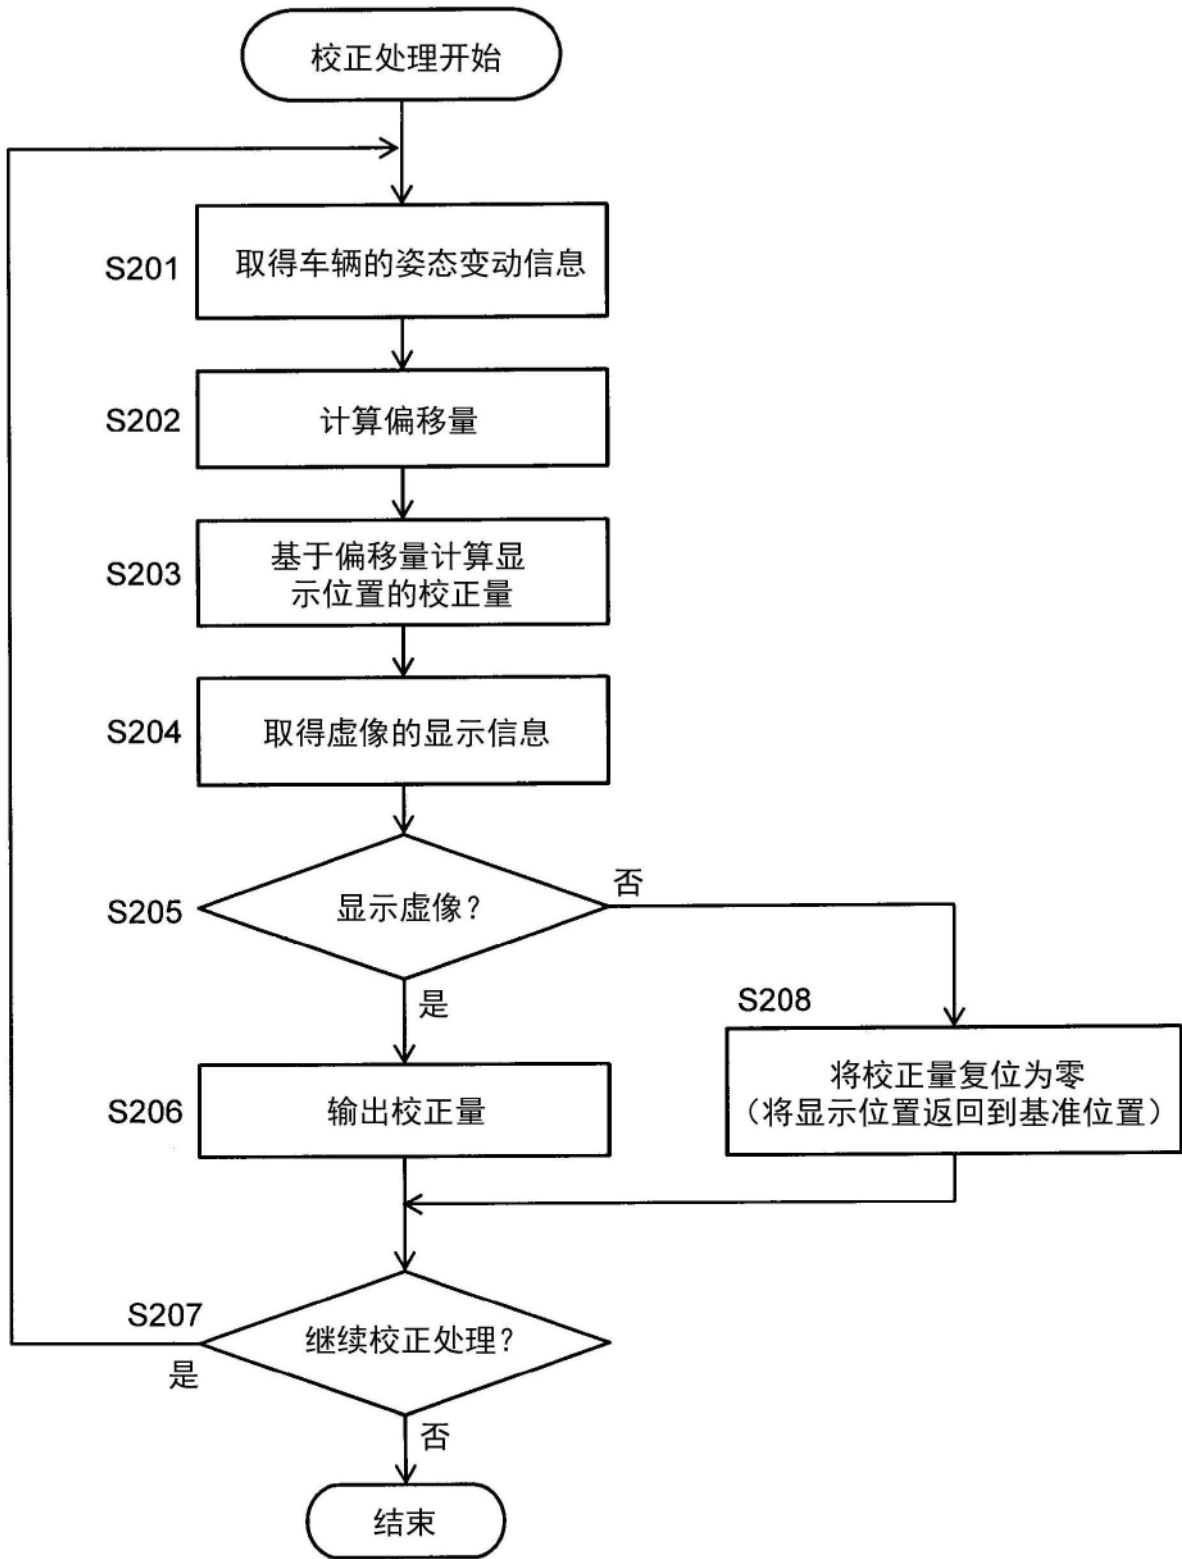 校正处理开始
S201
取得车辆的姿态变动信息
S202
计算偏移量
S203
基于偏移量计算显
示位置的校正量
S204
取得虚像的显示信息
S205
显示虚像?
否
是
S208
将校正量复位为零
（将显示位置返回到基准位置）
S206
输出校正量
S207
继续校正处理?
是
否
结束